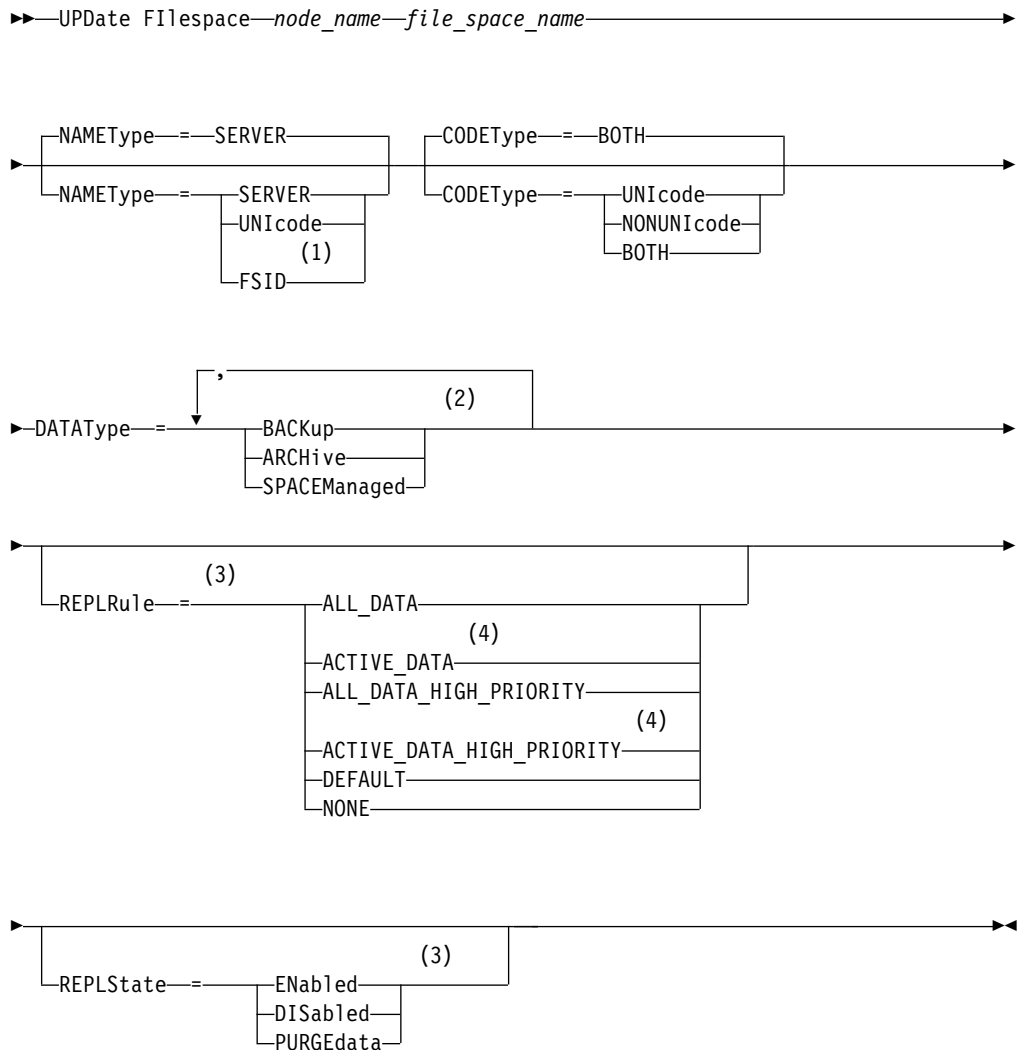 UPDate FIlespace node_name file_space_name
NAMEType = SERVER CODEType = BOTH
NAMEType = SERVER CODEType = UNIcode
UNIcode NONUNIcode
(1) BOTH
FSID
,
(2)
DATAType = BACKup
ARCHive
SPACEManaged
(3)
REPLRule = ALL_DATA
(4)
ACTIVE_DATA
ALL_DATA_HIGH_PRIORITY
(4)
ACTIVE_DATA_HIGH_PRIORITY
DEFAULT
NONE
(3)
REPLState = ENabled
DISabled
PURGEdata